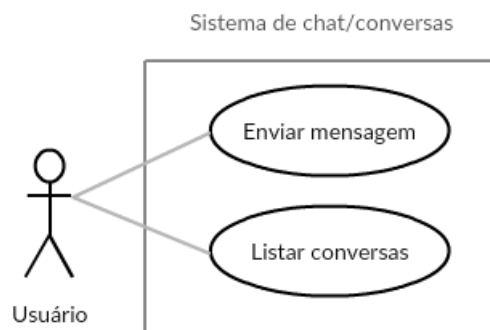 Sistema de chat/conversas
Enviar mensagem
Listar conversas
Usuário